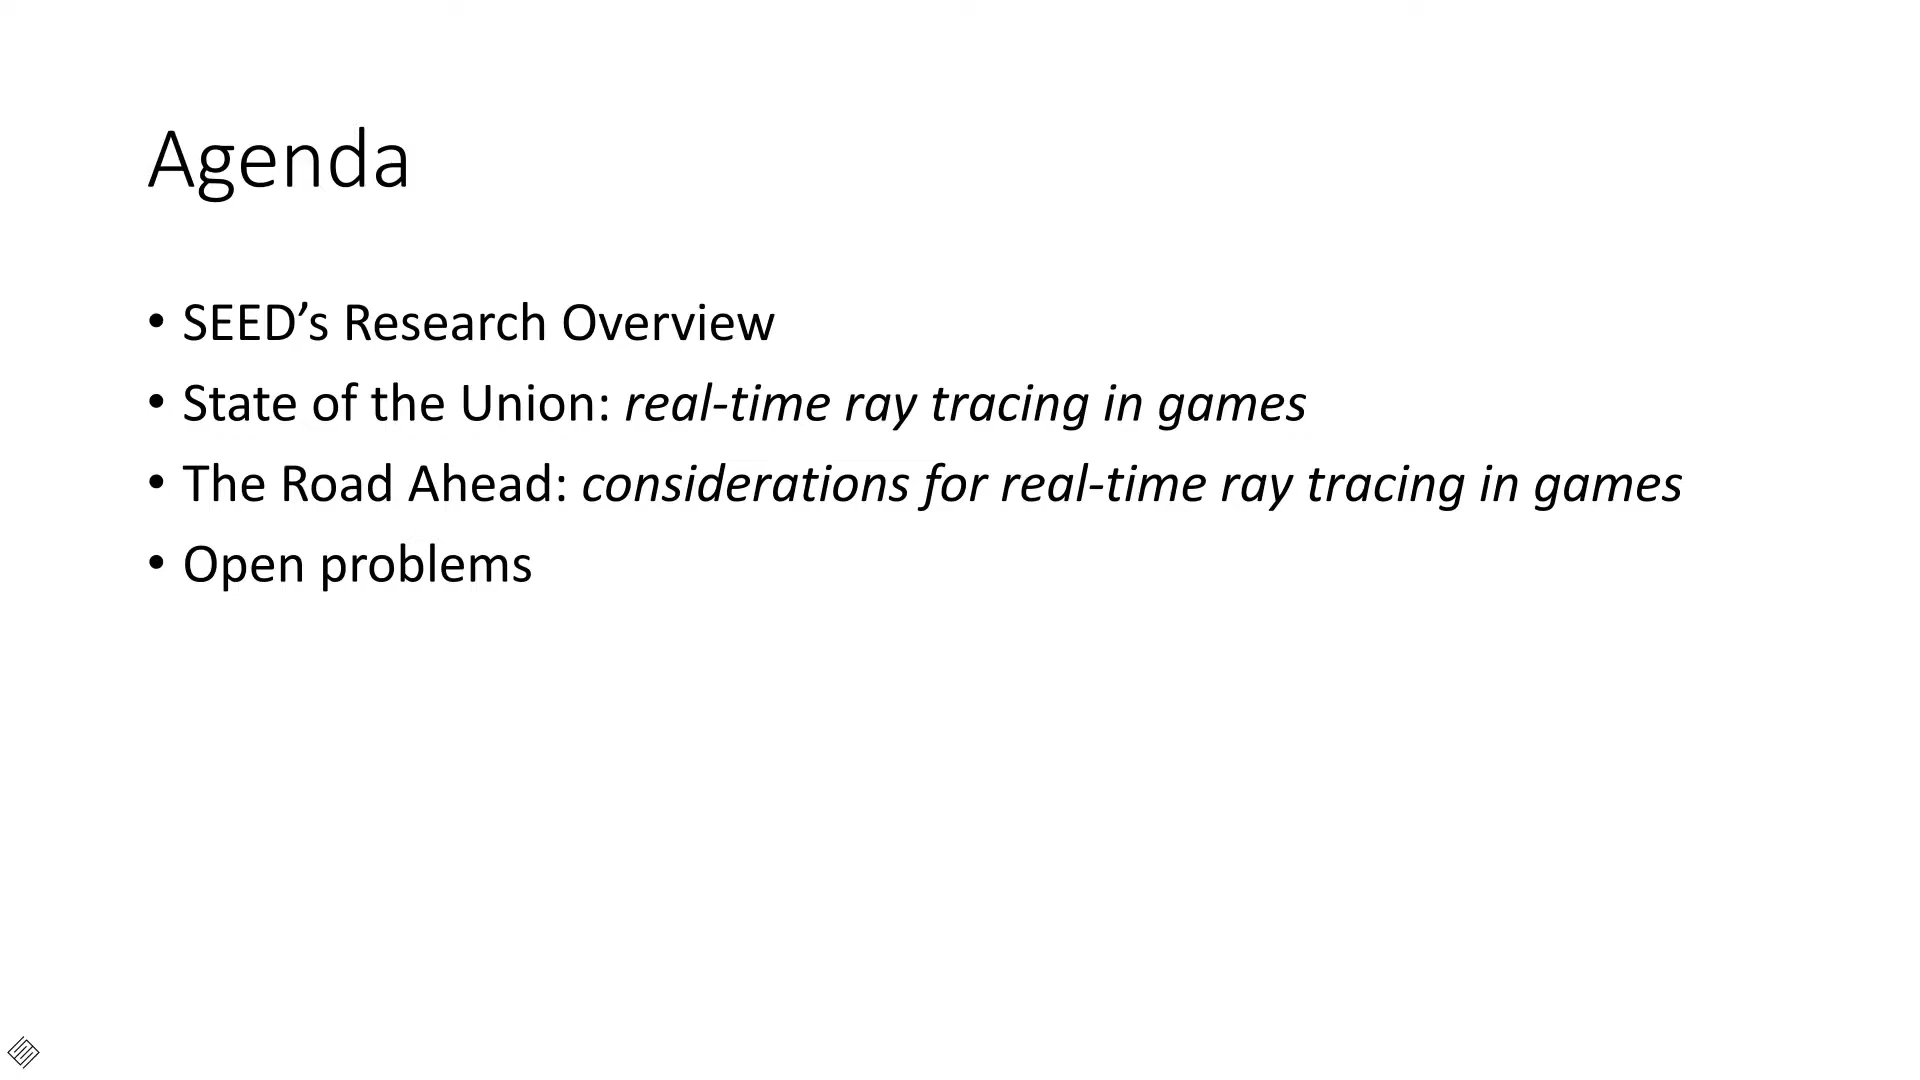 Agenda
• SEED’s Research Overview
• State of the Union: real-time ray tracing in games
• The Road Ahead: considerations for real-time ray tracing in games
• Open problems